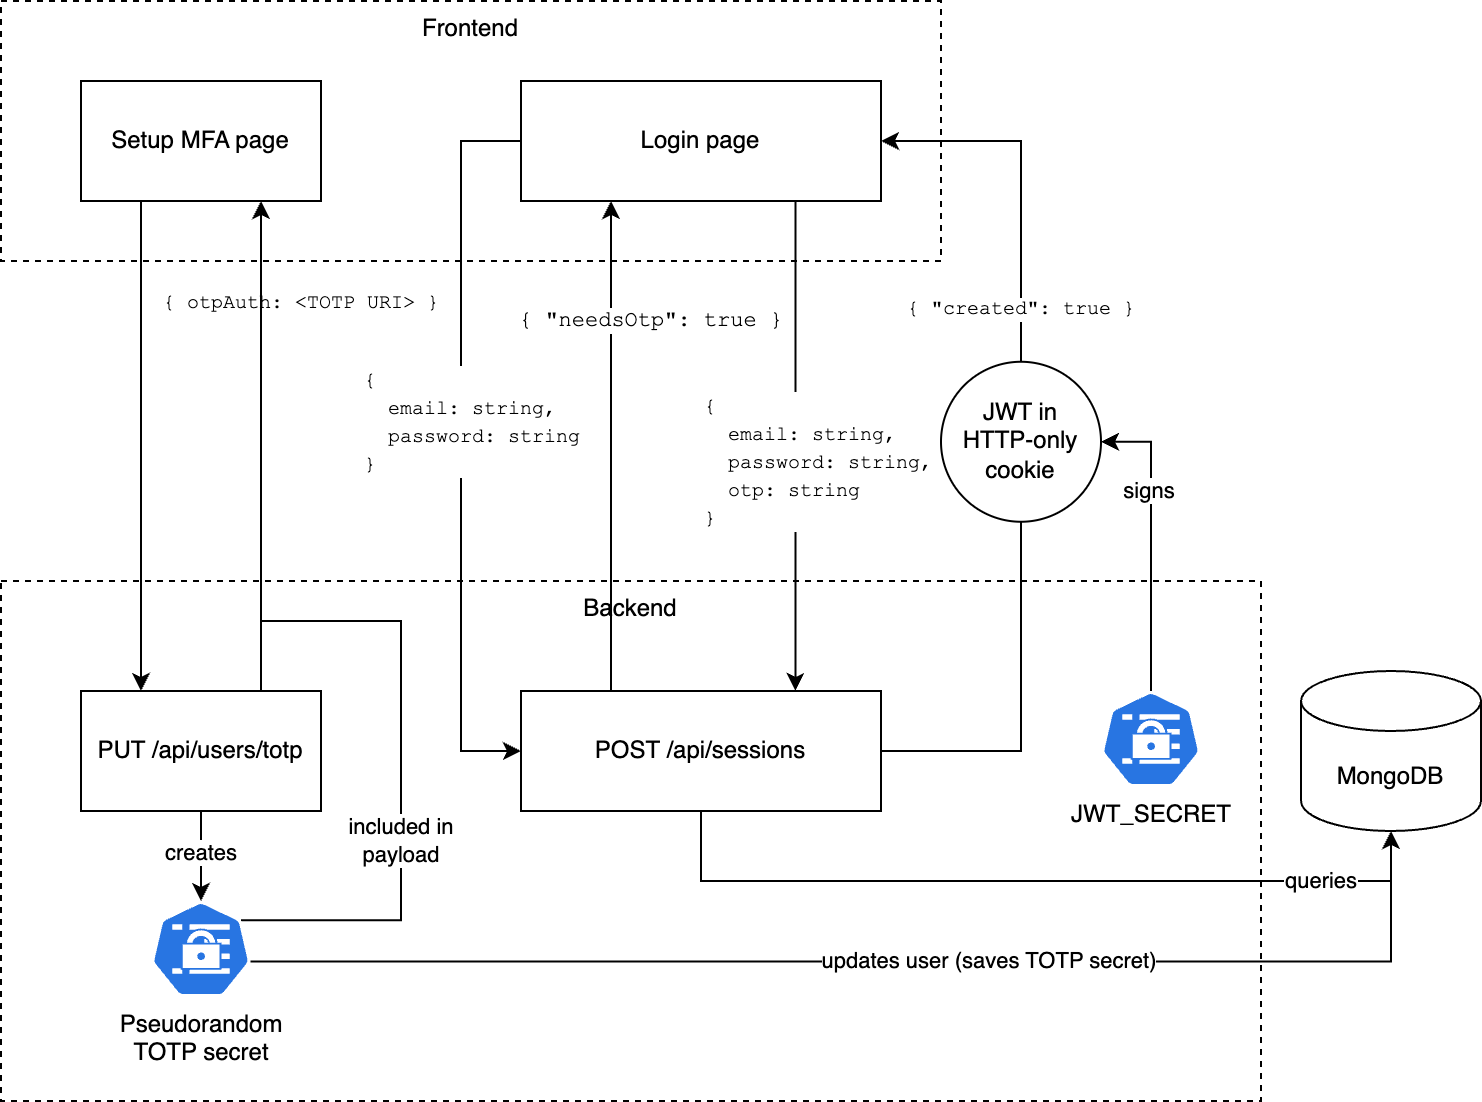 Frontend
Setup MFA page
Login page
{ otpAuth: <TOTP URI> }
{ "needsOtp": true }
{ "created": true }
{
email: string,
password: string
}
{
email: string,
password: string,
otp: string
}
JWT in
HTTP-only
cookie
signs
Backend
PUT /api/users/totp
POST /api/sessions
JWT_SECRET
MongoDB
creates
included in
payload
queries
updates user (saves TOTP secret)
Pseudorandom
TOTP secret